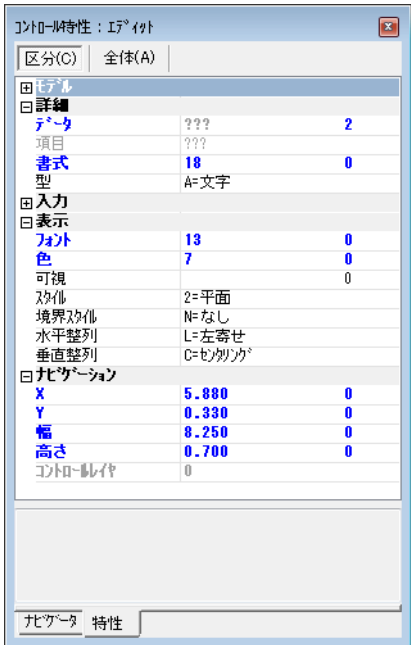 ｺﾝﾄﾛｰﾙ特性：ｴﾃﾞｨｯﾄ
区分(C) 全体(A)
ﾓﾃﾞﾙ
詳細
ﾃﾞｰﾀ ??? 2
項目 ???
書式 18 0
型 A=文字
入力
表示
ﾌｫﾝﾄ 13 0
色 7 0
可視 0
ｽﾀｲﾙ 2=平面
境界ｽﾀｲﾙ N=なし
水平整列 L=左寄せ
垂直整列 C=ｾﾝﾀﾘﾝｸﾞ
ﾅﾋﾞｹﾞｰｼｮﾝ
X 5.880 0
Y 0.330 0
幅 8.250 0
高さ 0.700 0
ｺﾝﾄﾛｰﾙﾚｲﾔ 0
ﾅﾋﾞｹﾞｰﾀ 特性